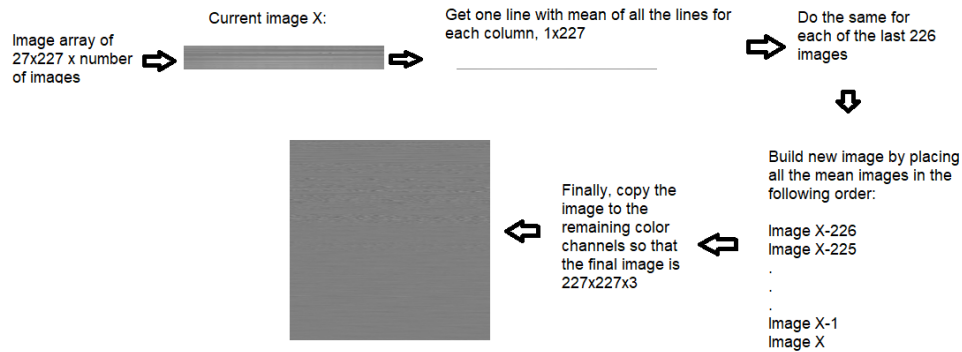 Image array of
27x227 x number
of images
Current image X:
Get one line with mean of all the lines for
each column, 1x227
Do the same for
each of the last 226
images
Build new image by placing
all the mean images in the
following order:
Image X-226
Image X-225
.
.
.
Image X-1
Image X
Finally, copy the
image to the
remaining color
channels so that
the final image is
227x227x3